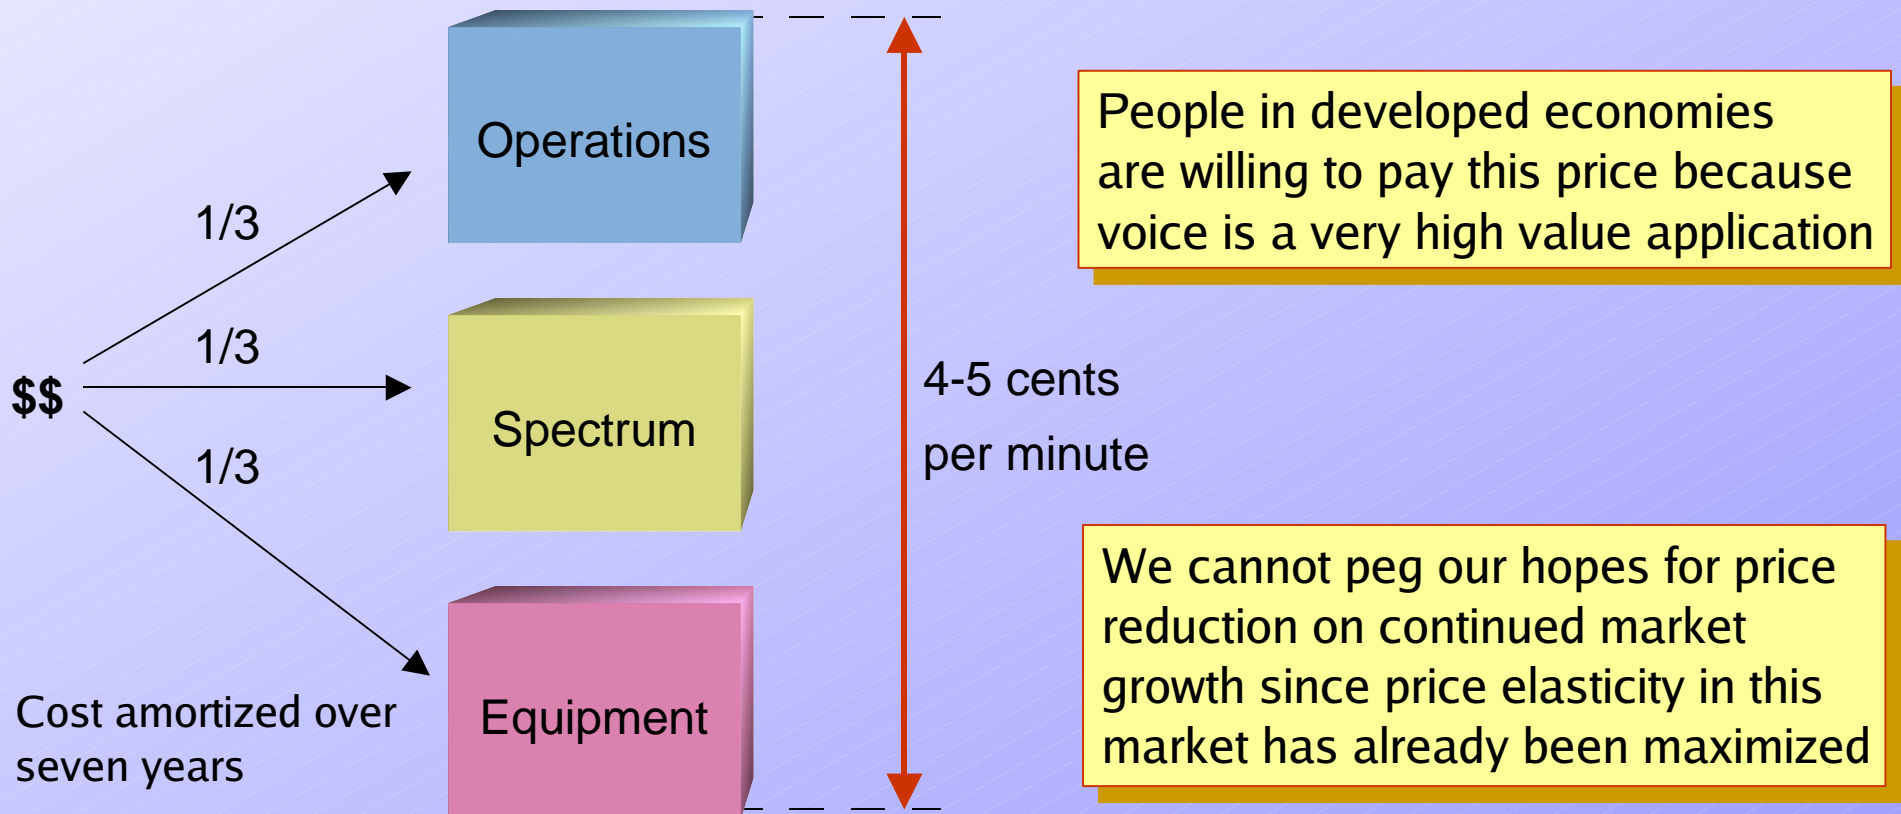 Operations
1/3
1/3
$$
1/3
Spectrum
Cost amortized over
seven years
Equipment
4-5 cents
per minute
People in developed economies
are willing to pay this price because
voice is a very high value application
We cannot peg our hopes for price
reduction on continued market
growth since price elasticity in this
market has already been maximized